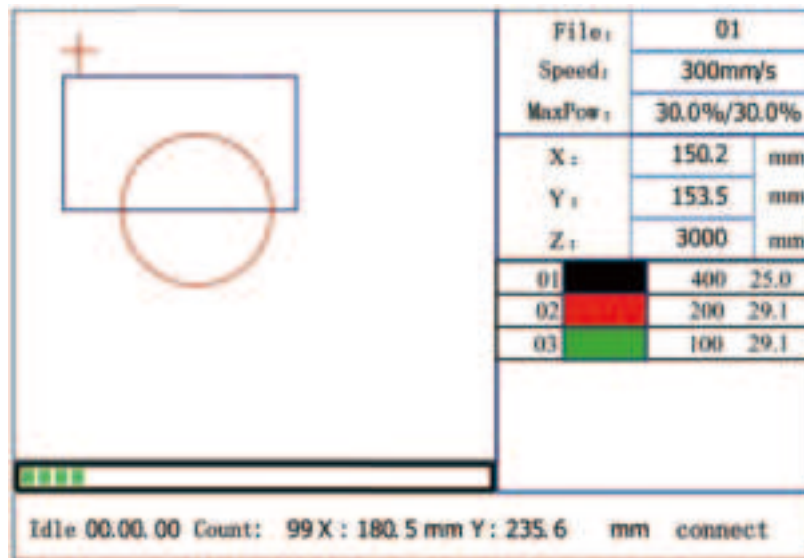 File: 01
Speed: 300mm/s
MaxPow: 30.0%/30.0%
X: 150.2 mm
Y: 153.5 mm
Z: 3000 mm
01 400 25.0
02 200 29.1
03 100 29.1
Idle 00.00.00 Count: 99 X: 180.5 mm Y: 235.6 mm connect